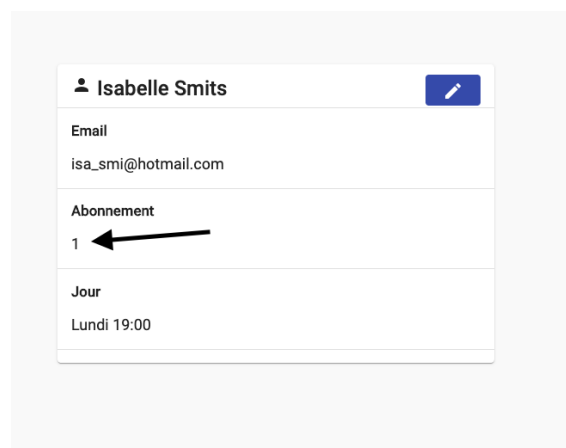 Isabelle Smits
Email
isa_smi@hotmail.com
Abonnement
1
Jour
Lundi 19:00